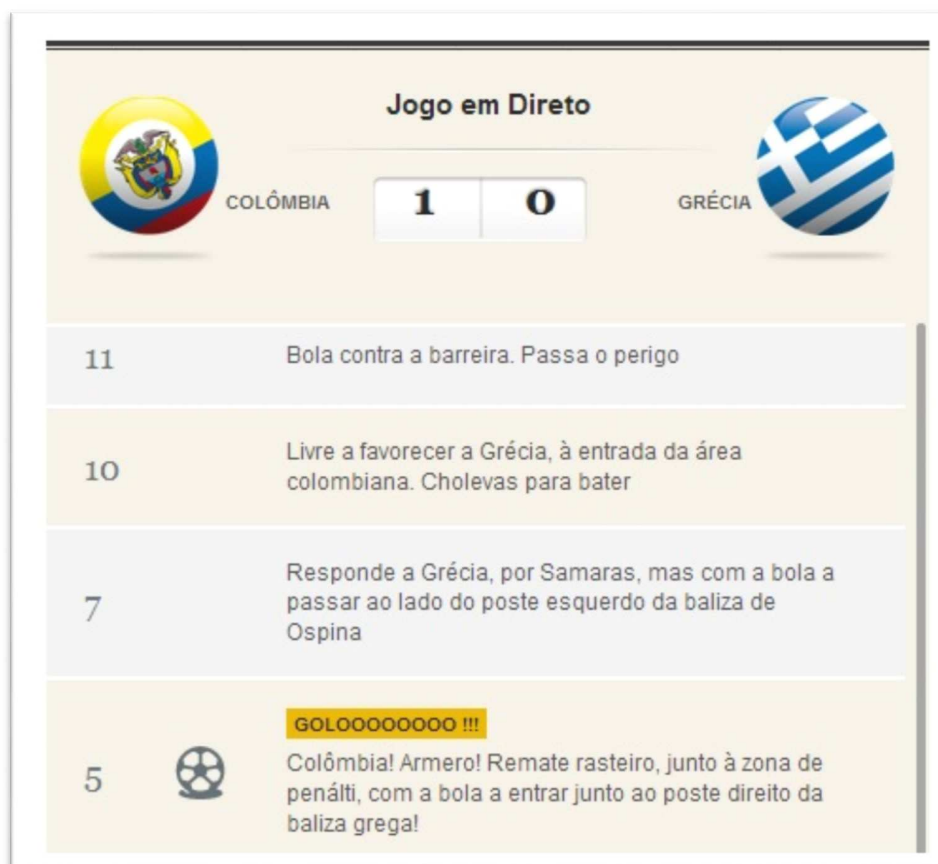 Jogo em Direto
COLÔMBIA 1 0 GRÉCIA
11 Bola contra a barreira. Passa o perigo
10 Livre a favorecer a Grécia, à entrada da área
colombiana. Cholevas para bater
7 Responde a Grécia, por Samaras, mas com a bola a
passar ao lado do poste esquerdo da baliza de
Ospina
GOLOOOOOOOO !!!
5 Colômbia! Armero! Remate rasteiro, junto à zona de
penálti, com a bola a entrar junto ao poste direito da
baliza grega!